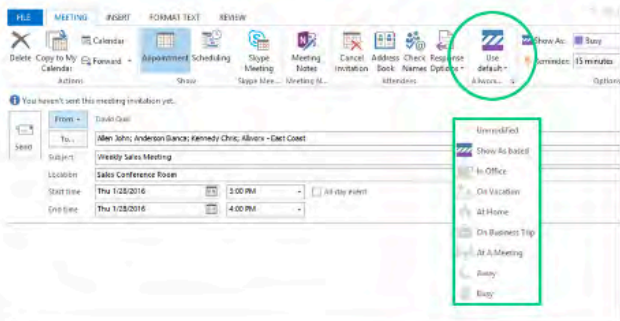 FILE MEETING INSERT FORMAT TEXT REVIEW
Delete Copy to My Calendar Calendar Forward Appointment Scheduling Skype Meeting Meeting Notes Cancel Invitation Address Book Check Names Response Options Use default Show As: Busy
Reminder: 15 minutes
Actions Show Skype Mee... Meeting N... Attendees Allworx... Options
You haven't sent this meeting invitation yet.
Send
From David Quar
To... Allen John; Anderson Bianca; Kennedy Chris; Allworx - East Coast
Subject Weekly Sales Meeting
Location Sales Conference Room
Start time Thu 1/28/2016 3:00 PM All day event
End time Thu 1/28/2016 4:00 PM
Unmodified
Show As based
In Office
On Vacation
At Home
On Business Trip
At A Meeting
Away
Busy